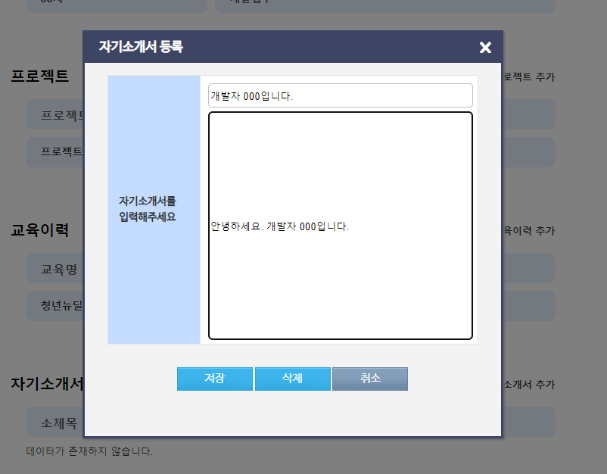 자기소개서 등록
프로젝트
로젝트 추가
프로젝트
개발자 000입니다.
프로젝트
자기소개서를
입력해주세요
안녕하세요. 개발자 000입니다.
교육이력
육이력 추가
교육명
청년뉴딜
자기소개서
소개서 추가
저장
삭제
취소
소제목
데이터가 존재하지 않습니다.